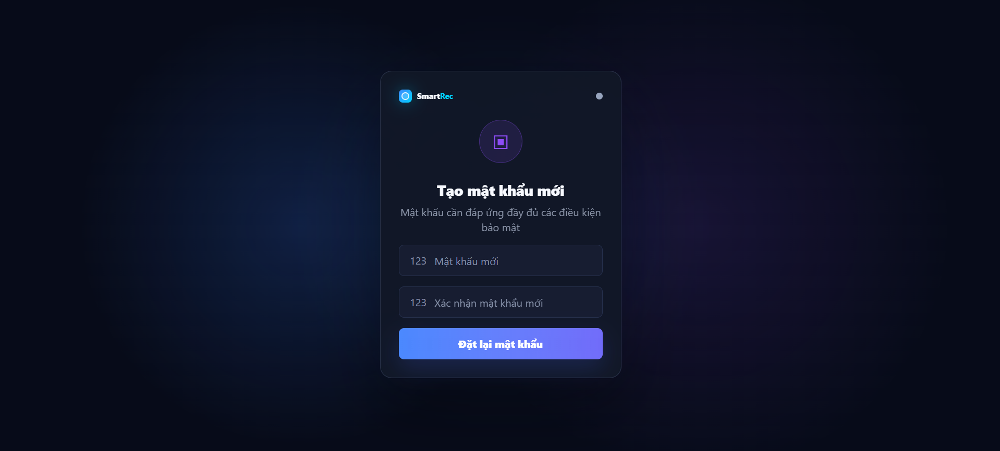 SmartRec
Tạo mật khẩu mới
Mật khẩu cần đáp ứng đầy đủ các điều kiện
bảo mật
123 Mật khẩu mới
123 Xác nhận mật khẩu mới
Đặt lại mật khẩu